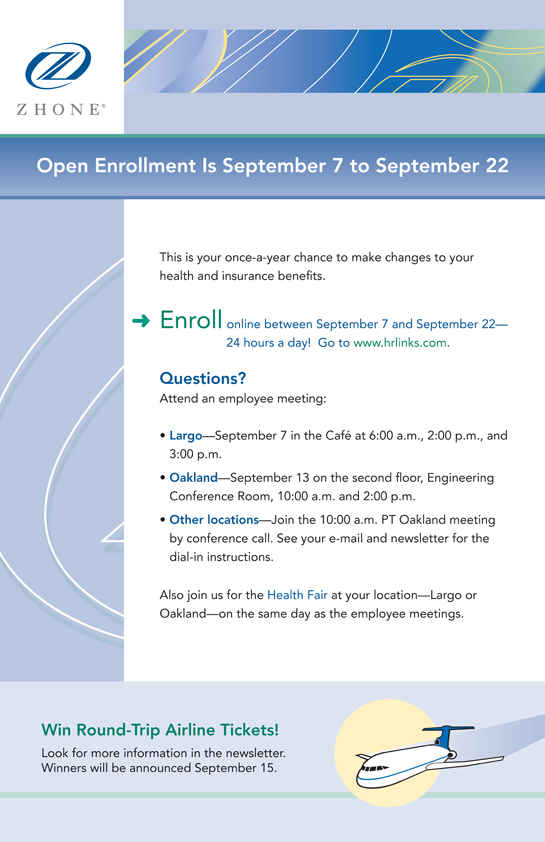 ZHONE®
Open Enrollment Is September 7 to September 22
This is your once-a-year chance to make changes to your
health and insurance benefits.
➜ Enroll online between September 7 and September 22—
24 hours a day!  Go to www.hrlinks.com.
Questions?
Attend an employee meeting:
• Largo—September 7 in the Café at 6:00 a.m., 2:00 p.m., and
3:00 p.m.
• Oakland—September 13 on the second floor, Engineering
Conference Room, 10:00 a.m. and 2:00 p.m.
• Other locations—Join the 10:00 a.m. PT Oakland meeting
by conference call. See your e-mail and newsletter for the
dial-in instructions.
Also join us for the Health Fair at your location—Largo or
Oakland—on the same day as the employee meetings.
Win Round-Trip Airline Tickets!
Look for more information in the newsletter.
Winners will be announced September 15.